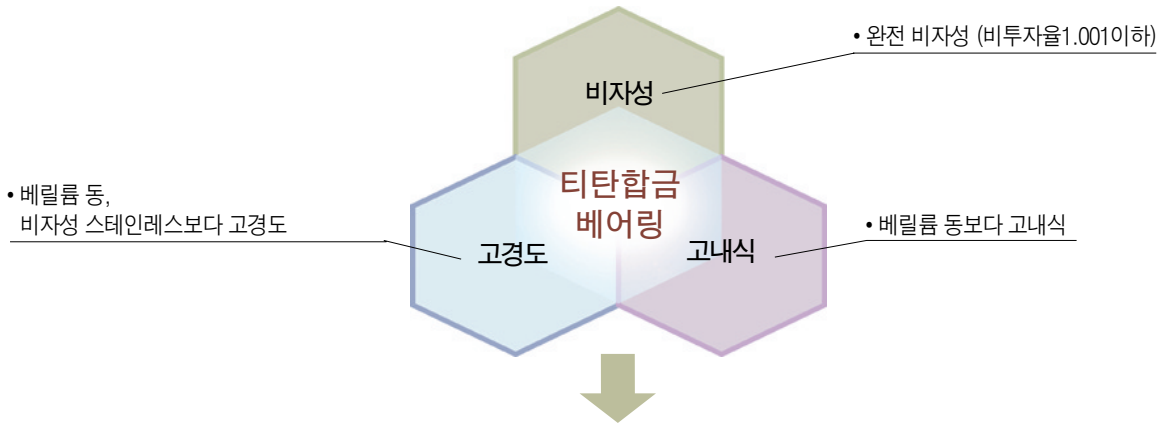 • 완전 비자성 (비투자율1.001이하)
비자성
티탄합금
베어링
• 베릴륨 동,
비자성 스테인레스보다 고경도
• 베릴륨 동보다 고내식
고경도
고내식